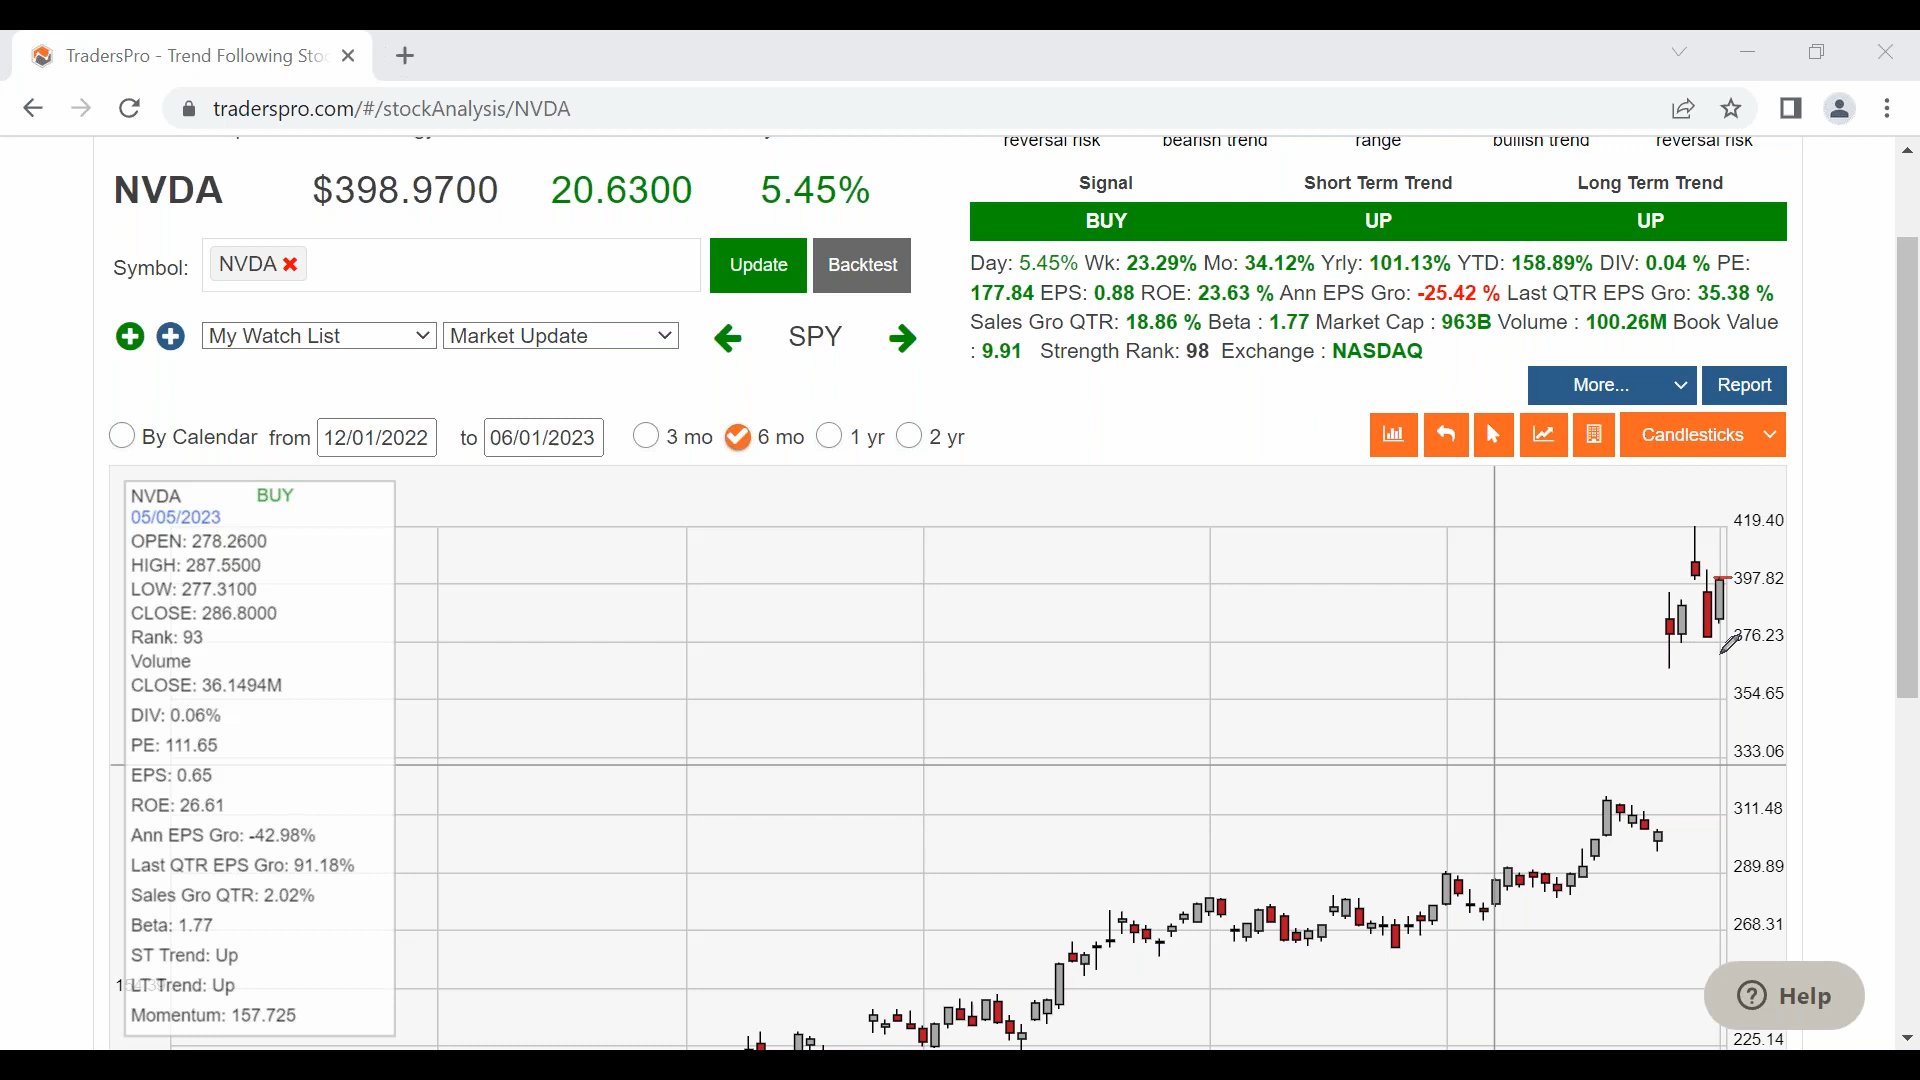 TradersPro - Trend Following Stoc
traderspro.com/#/stockAnalysis/NVDA
reversal risk bearish trend range bullish trend reversal risk
NVDA $398.9700 20.6300 5.45%
Signal Short Term Trend Long Term Trend
BUY UP UP
Symbol: NVDA Update Backtest
Day: 5.45% Wk: 23.29% Mo: 34.12% Yrly: 101.13% YTD: 158.89% DIV: 0.04 % PE:
177.84 EPS: 0.88 ROE: 23.63 % Ann EPS Gro: -25.42 % Last QTR EPS Gro: 35.38 %
Sales Gro QTR: 18.86 % Beta : 1.77 Market Cap : 963B Volume : 100.26M Book Value
: 9.91 Strength Rank: 98 Exchange : NASDAQ
My Watch List Market Update SPY
More... Report
By Calendar from 12/01/2022 to 06/01/2023 3 mo 6 mo 1 yr 2 yr
Candlesticks
NVDA BUY
05/05/2023
OPEN: 278.2600
HIGH: 287.5500
LOW: 277.3100
CLOSE: 286.8000
Rank: 93
Volume
CLOSE: 36.1494M
DIV: 0.06%
PE: 111.65
EPS: 0.65
ROE: 26.61
Ann EPS Gro: -42.98%
Last QTR EPS Gro: 91.18%
Sales Gro QTR: 2.02%
Beta: 1.77
ST Trend: Up
LT Trend: Up
Momentum: 157.725
419.40
397.82
376.23
354.65
333.06
311.48
289.89
268.31
225.14
Help